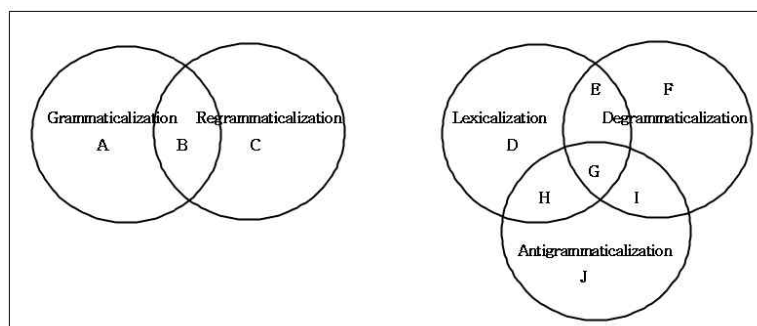 E F
Grammaticalization Regrammaticalization Lexicalization Degrammaticalization
A B C D
G
H I
Antigrammaticalization
J